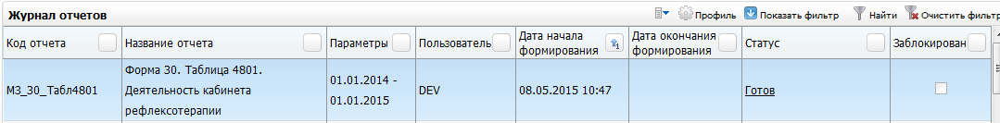 Журнал отчетов Профиль Показать фильтр Найти Очистить фильтр
Код отчета Название отчета Параметры Пользователь Дата начала формирования Дата окончания формирования Статус Заблокирован
МЗ_30_Табл4801
Форма 30. Таблица 4801.
Деятельность кабинета
рефлексотерапии
01.01.2014 -
01.01.2015
DEV
08.05.2015 10:47
Готов